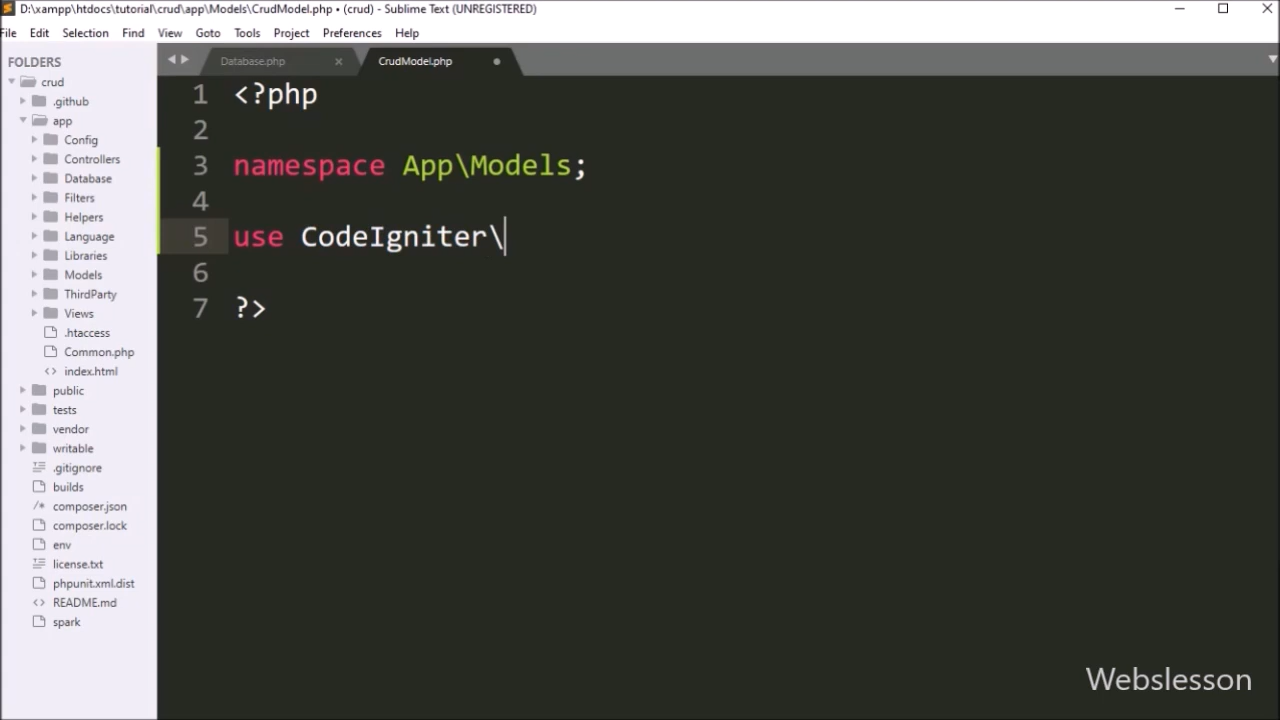 D:\xampp\htdocs\tutorial\crud\app\Models\CrudModel.php • (crud) - Sublime Text (UNREGISTERED)
File Edit Selection Find View Goto Tools Project Preferences Help
FOLDERS
crud
.github
app
Config
Controllers
Database
Filters
Helpers
Language
Libraries
Models
ThirdParty
Views
.htaccess
Common.php
index.html
public
tests
vendor
writable
.gitignore
builds
composer.json
composer.lock
env
license.txt
phpunit.xml.dist
README.md
spark
Database.php CrudModel.php
1 <?php
2
3 namespace App\Models;
4
5 use CodeIgniter\
6
7 ?>
Webslesson